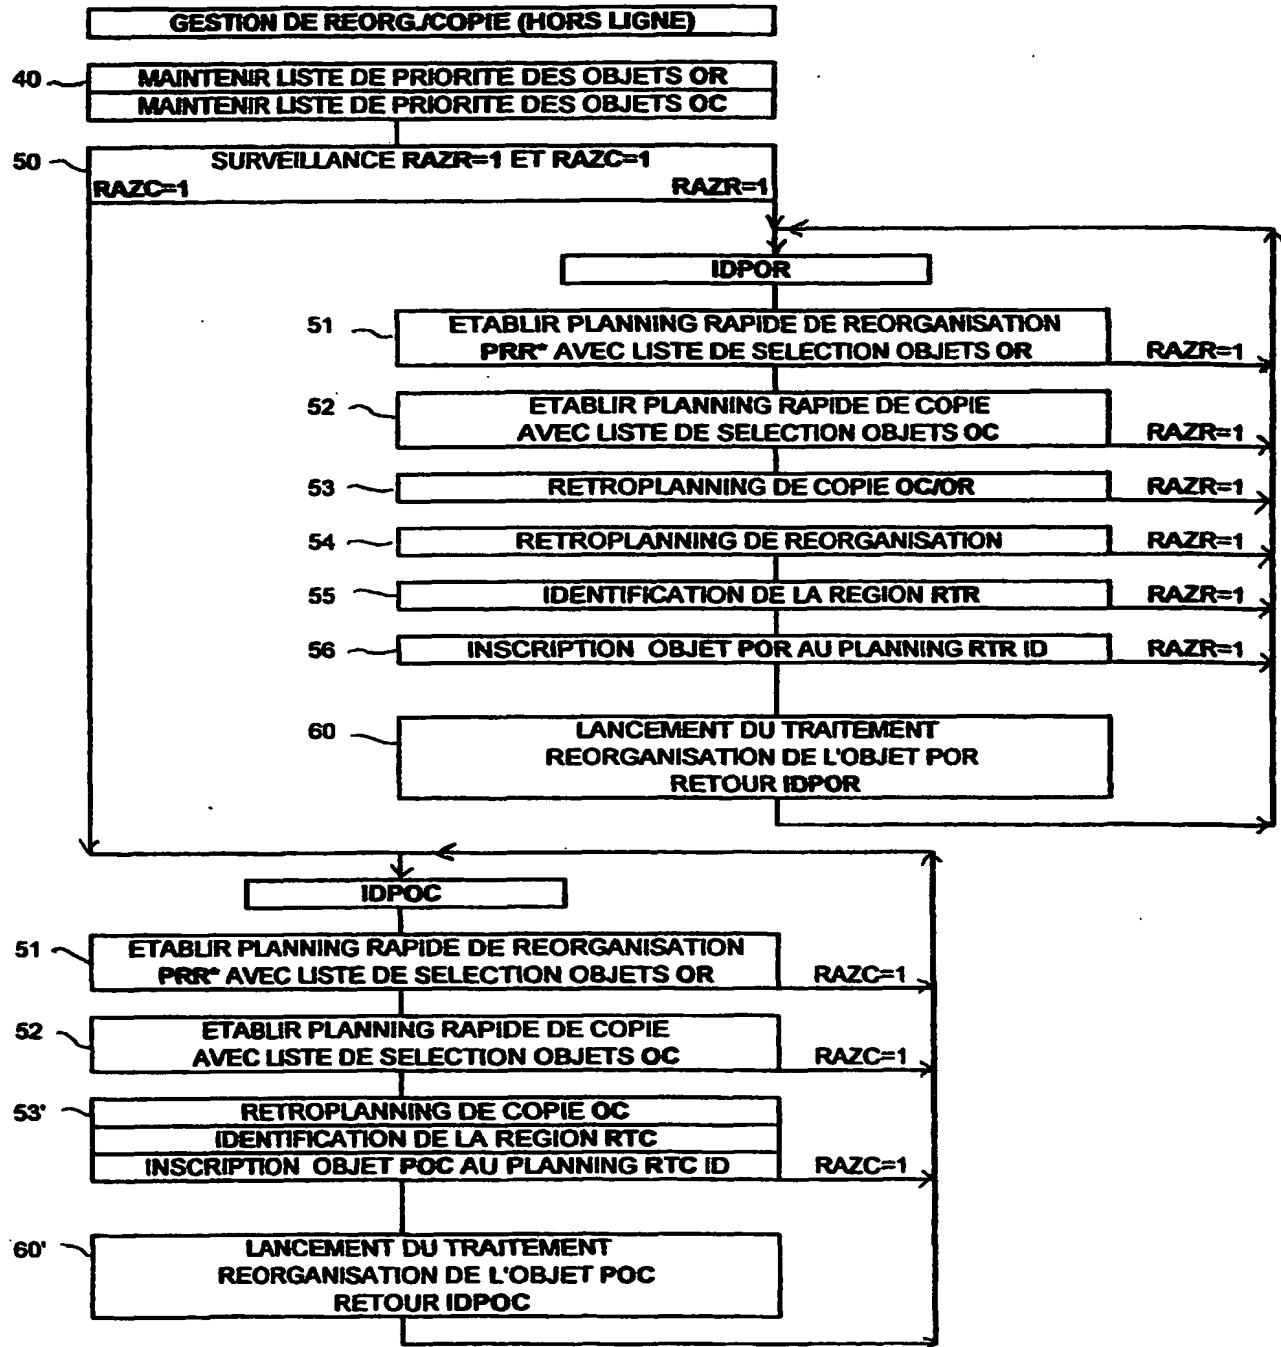 GESTION DE REORG./COPIE (HORS LIGNE)
40
MAINTENIR LISTE DE PRIORITE DES OBJETS OR
MAINTENIR LISTE DE PRIORITE DES OBJETS OC
50
SURVEILLANCE RAZR=1 ET RAZC=1
RAZC=1 RAZR=1
IDPOR
51
ETABLIR PLANNING RAPIDE DE REORGANISATION
PRR* AVEC LISTE DE SELECTION OBJETS OR
RAZR=1
52
ETABLIR PLANNING RAPIDE DE COPIE
AVEC LISTE DE SELECTION OBJETS OC
RAZR=1
53
RETROPLANNING DE COPIE OC/OR
RAZR=1
54
RETROPLANNING DE REORGANISATION
RAZR=1
55
IDENTIFICATION DE LA REGION RTR
RAZR=1
56
INSCRIPTION OBJET POR AU PLANNING RTR ID
RAZR=1
60
LANCEMENT DU TRAITEMENT
REORGANISATION DE L'OBJET POR
RETOUR IDPOR
IDPOC
51
ETABLIR PLANNING RAPIDE DE REORGANISATION
PRR* AVEC LISTE DE SELECTION OBJETS OR
RAZC=1
52
ETABLIR PLANNING RAPIDE DE COPIE
AVEC LISTE DE SELECTION OBJETS OC
RAZC=1
53'
RETROPLANNING DE COPIE OC
IDENTIFICATION DE LA REGION RTC
INSCRIPTION OBJET POC AU PLANNING RTC ID
RAZC=1
60'
LANCEMENT DU TRAITEMENT
REORGANISATION DE L'OBJET POC
RETOUR IDPOC